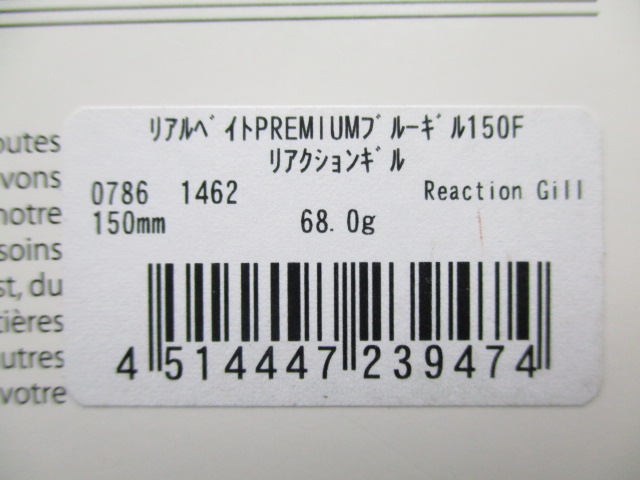 ﾘｱﾙﾍﾞｲﾄPREMIUMﾌﾞﾙｰｷﾞﾙ150F
ﾘｱｸｼｮﾝｷﾞﾙ
0786 1462 Reaction Gill
150mm 68.0g
4 514447 239474
outes
vons
notre
soins
st, du
tières
autres
votre